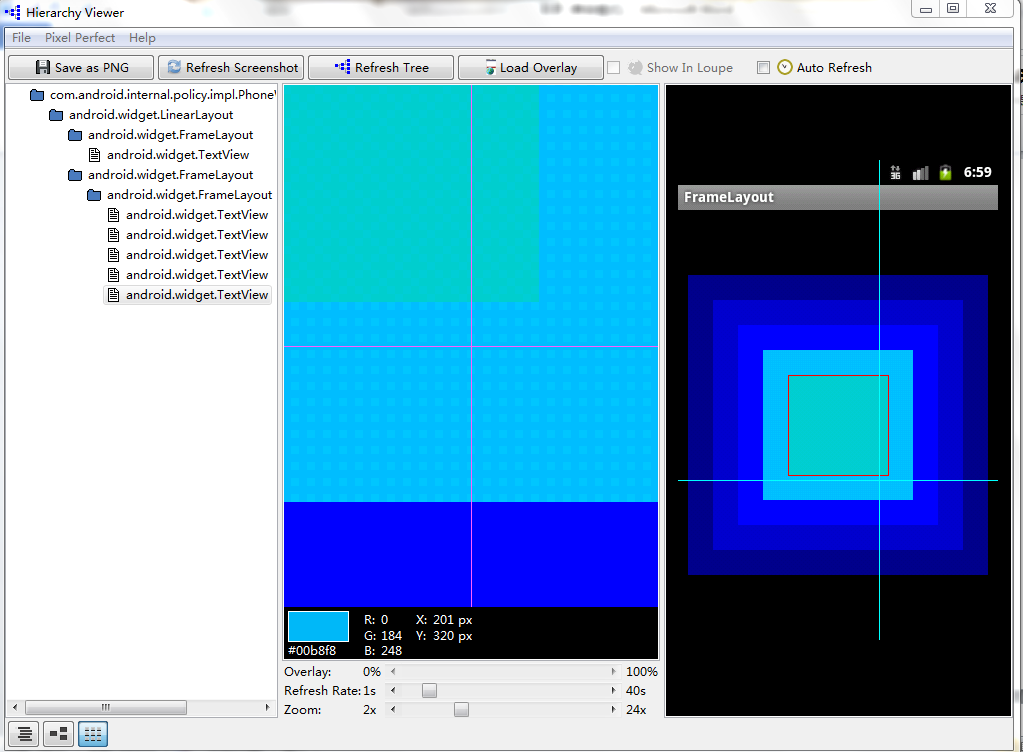 Hierarchy Viewer
File Pixel Perfect Help
Save as PNG Refresh Screenshot Refresh Tree Load Overlay Show In Loupe Auto Refresh
com.android.internal.policy.impl.Phone
android.widget.LinearLayout
android.widget.FrameLayout
android.widget.TextView
android.widget.FrameLayout
android.widget.FrameLayout
android.widget.TextView
android.widget.TextView
android.widget.TextView
android.widget.TextView
android.widget.TextView
#00b8f8
R: 0 X: 201 px
G: 184 Y: 320 px
B: 248
Overlay: 0% 100%
Refresh Rate: 1s 40s
Zoom: 2x 24x
3G 6:59
FrameLayout